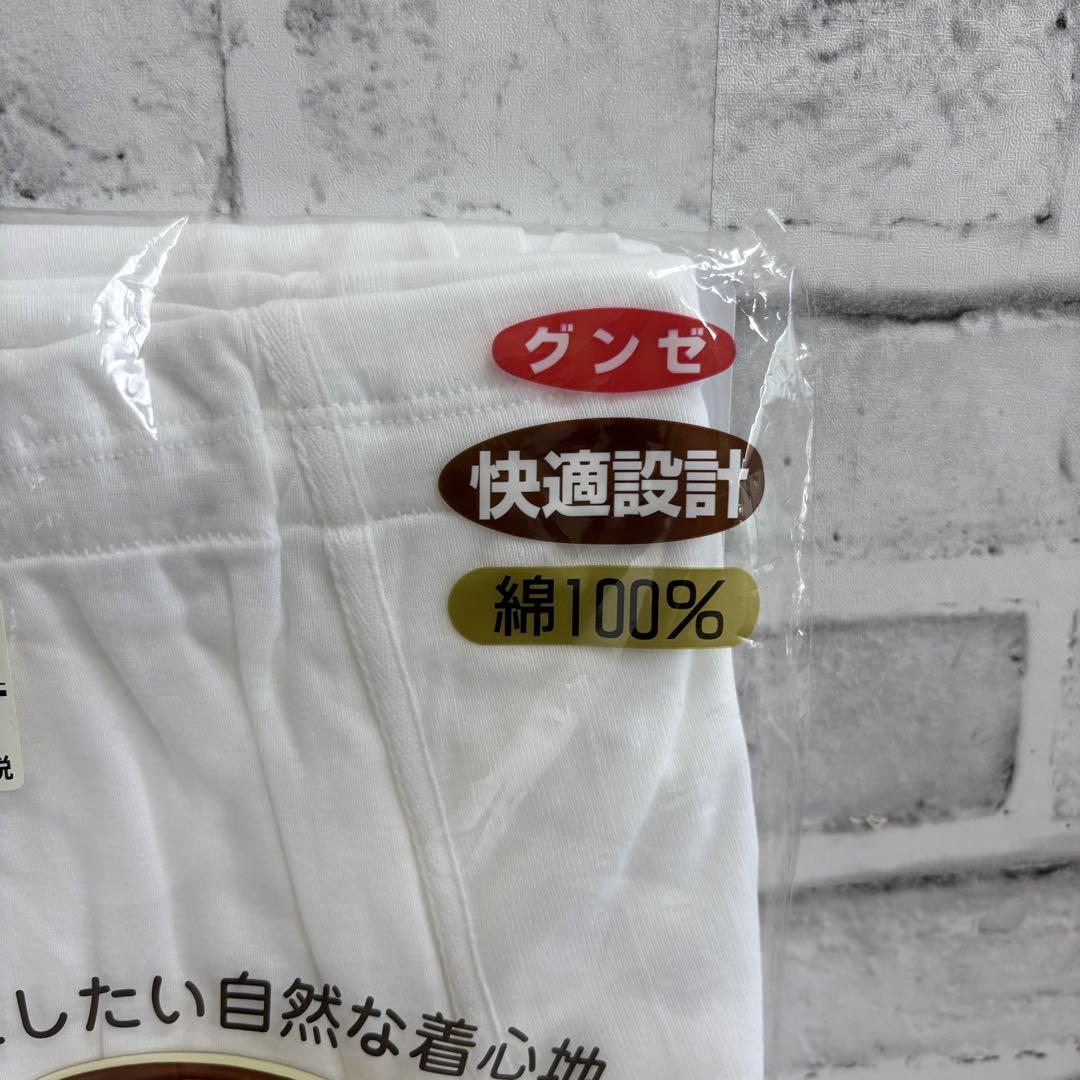 グンゼ
快適設計
綿100%
税
したい自然な着心地